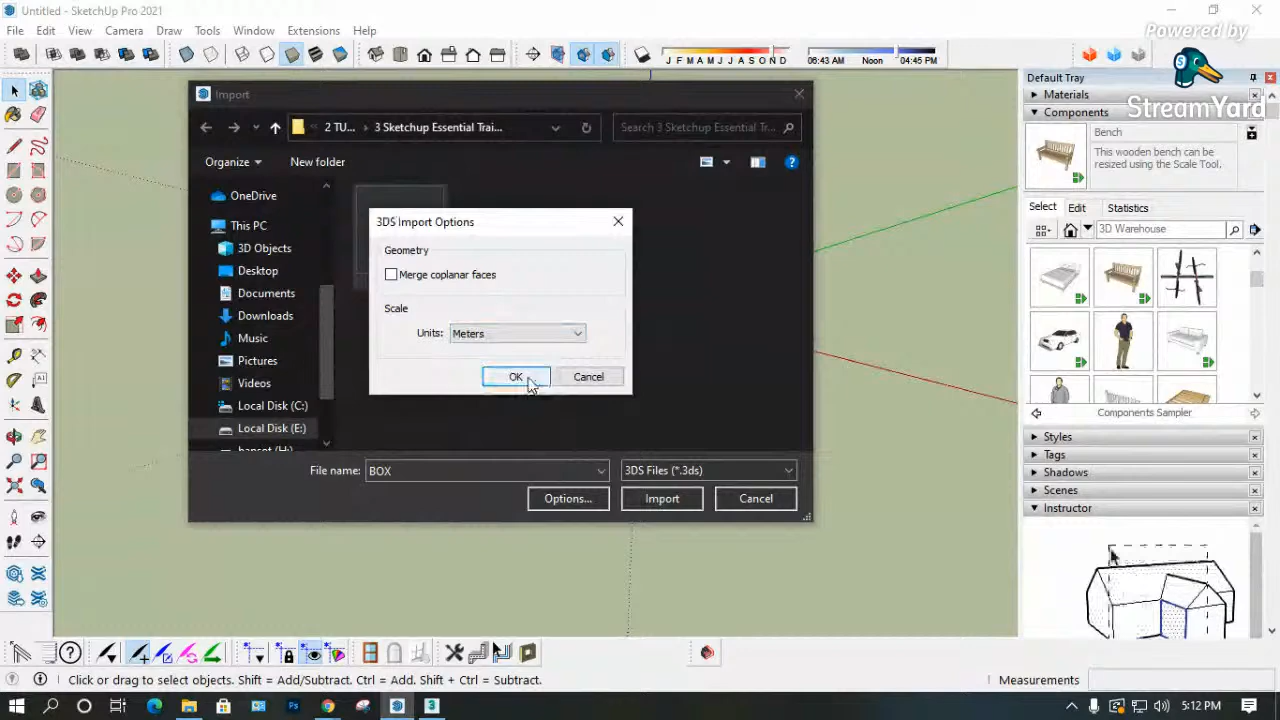 Untitled - SketchUp Pro 2021
File Edit View Camera Draw Tools Window Extensions Help
Powered by
StreamYard
J F M A M J J A S O N D
06:43 AM Noon 04:45 PM
Import
2 TU... 3 Sketchup Essential Trai...
Search 3 Sketchup Essential Tr...
Organize New folder
OneDrive
This PC
3D Objects
Desktop
Documents
Downloads
Music
Pictures
Videos
Local Disk (C:)
Local Disk (E:)
3DS Import Options
Geometry
Merge coplanar faces
Scale
Units: Meters
OK Cancel
File name: BOX 3DS Files (*.3ds)
Options... Import Cancel
Default Tray
Materials
Components
Bench
This wooden bench can be
resized using the Scale Tool.
Select Edit Statistics
3D Warehouse
Components Sampler
Styles
Tags
Shadows
Scenes
Instructor
Click or drag to select objects. Shift = Add/Subtract. Ctrl = Add. Shift + Ctrl = Subtract.
Measurements
5:12 PM